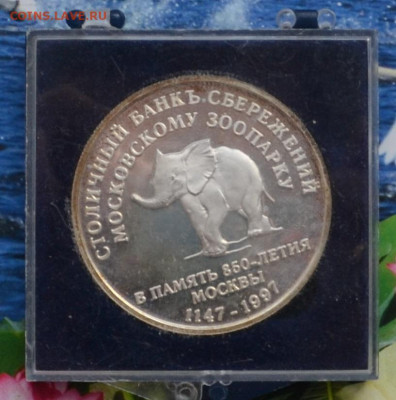 COINS.LAVE.RU
СТОЛИЧНЫЙ БАНКЪ СБЕРЕЖЕНИЙ
МОСКОВСКОМУ ЗООПАРКУ
В ПАМЯТЬ 850-ЛЕТИЯ
МОСКВЫ
1147-1997